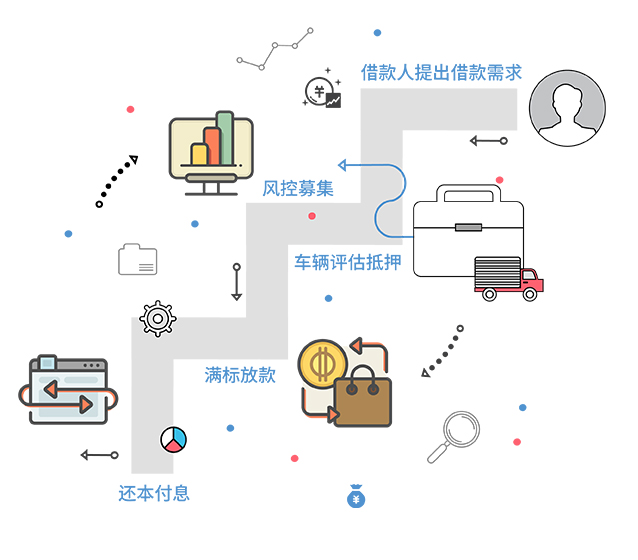 借款人提出借款需求
风控募集
车辆评估抵押
满标放款
还本付息